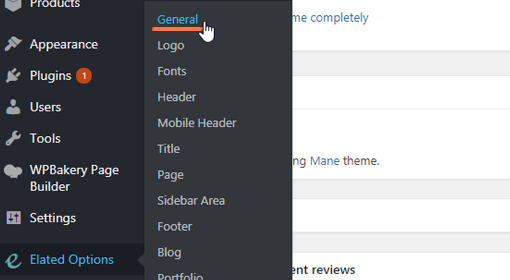 Products
Appearance
Plugins 1
Users
Tools
WPBakery Page
Builder
Settings
Elated Options
General
Logo
Fonts
Header
Mobile Header
Title
Page
Sidebar Area
Footer
Blog
Portfolio
me completely
ng Mane theme.
ent reviews